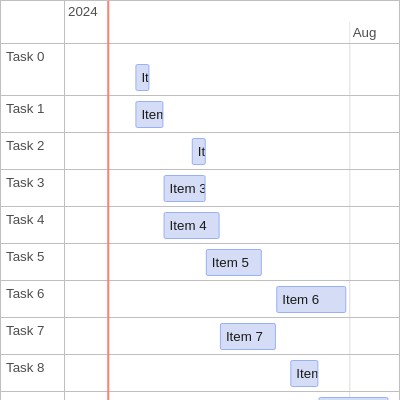 2024
Aug
Task 0
It
Task 1
Item
Task 2
It
Task 3
Item 3
Task 4
Item 4
Task 5
Item 5
Task 6
Item 6
Task 7
Item 7
Task 8
Item